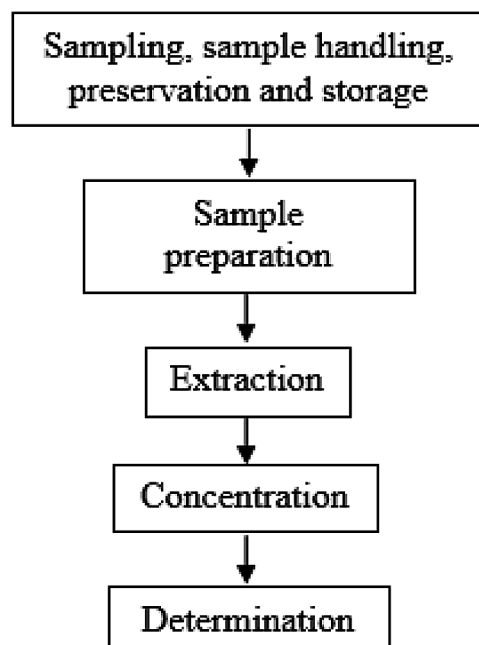 Sampling, sample handling,
preservation and storage
Sample
preparation
Extraction
Concentration
Determination